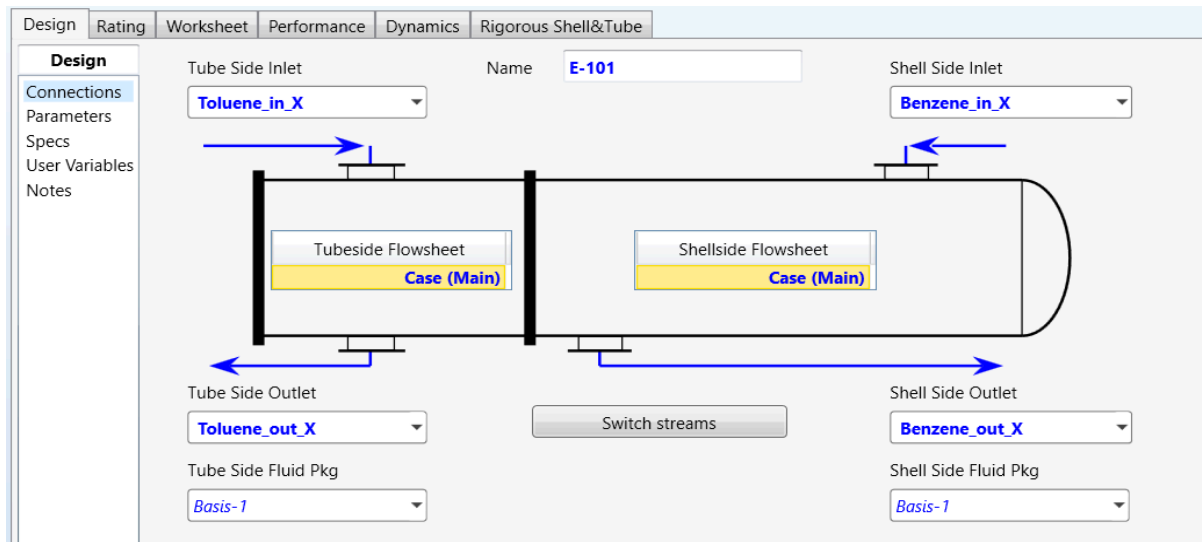 Design Rating Worksheet Performance Dynamics Rigorous Shell&Tube
Design
Connections
Parameters
Specs
User Variables
Notes
Tube Side Inlet
Toluene_in_X
Name E-101
Shell Side Inlet
Benzene_in_X
Tubeside Flowsheet
Case (Main)
Shellside Flowsheet
Case (Main)
Tube Side Outlet
Toluene_out_X
Switch streams
Shell Side Outlet
Benzene_out_X
Tube Side Fluid Pkg
Basis-1
Shell Side Fluid Pkg
Basis-1